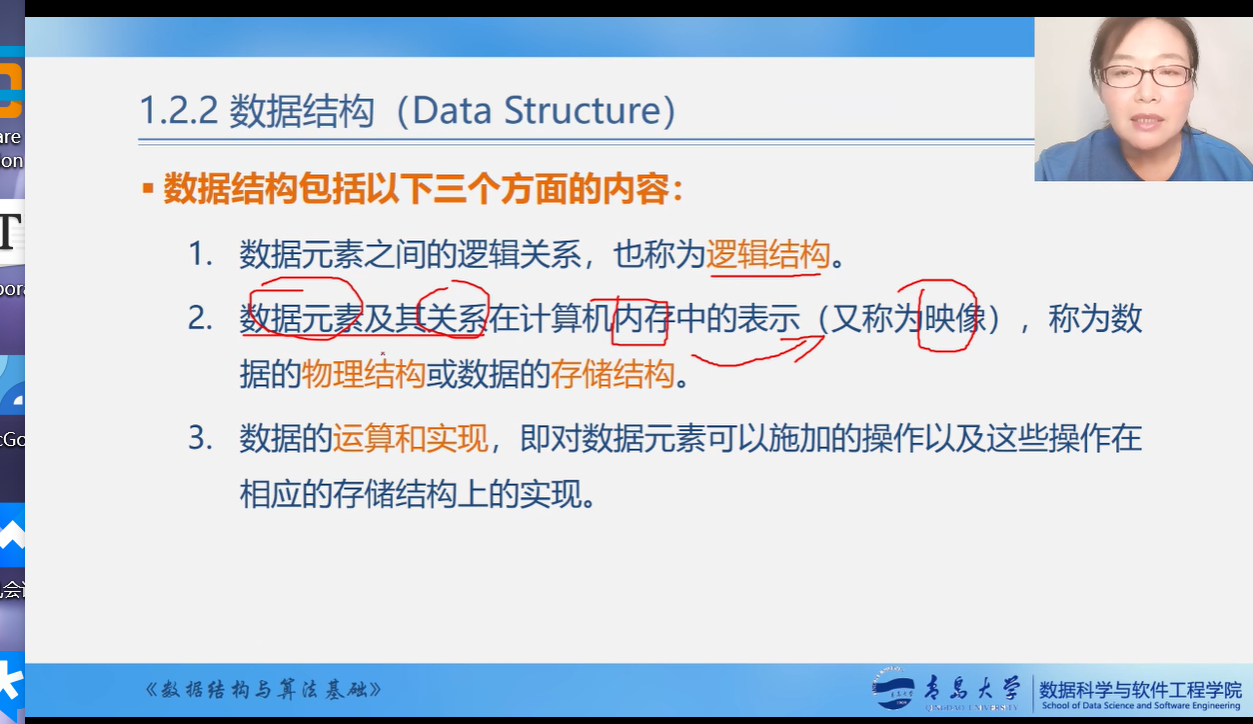 1.2.2 数据结构（Data Structure）
▪ 数据结构包括以下三个方面的内容：
1. 数据元素之间的逻辑关系，也称为逻辑结构。
2. 数据元素及其关系在计算机内存中的表示（又称为映像），称为数
据的物理结构或数据的存储结构。
3. 数据的运算和实现，即对数据元素可以施加的操作以及这些操作在
相应的存储结构上的实现。
are
on
T
ora
cGo
会议
《数据结构与算法基础》
青岛大学
QINGDAO UNIVERSITY
数据科学与软件工程学院
School of Data Science and Software Engineering